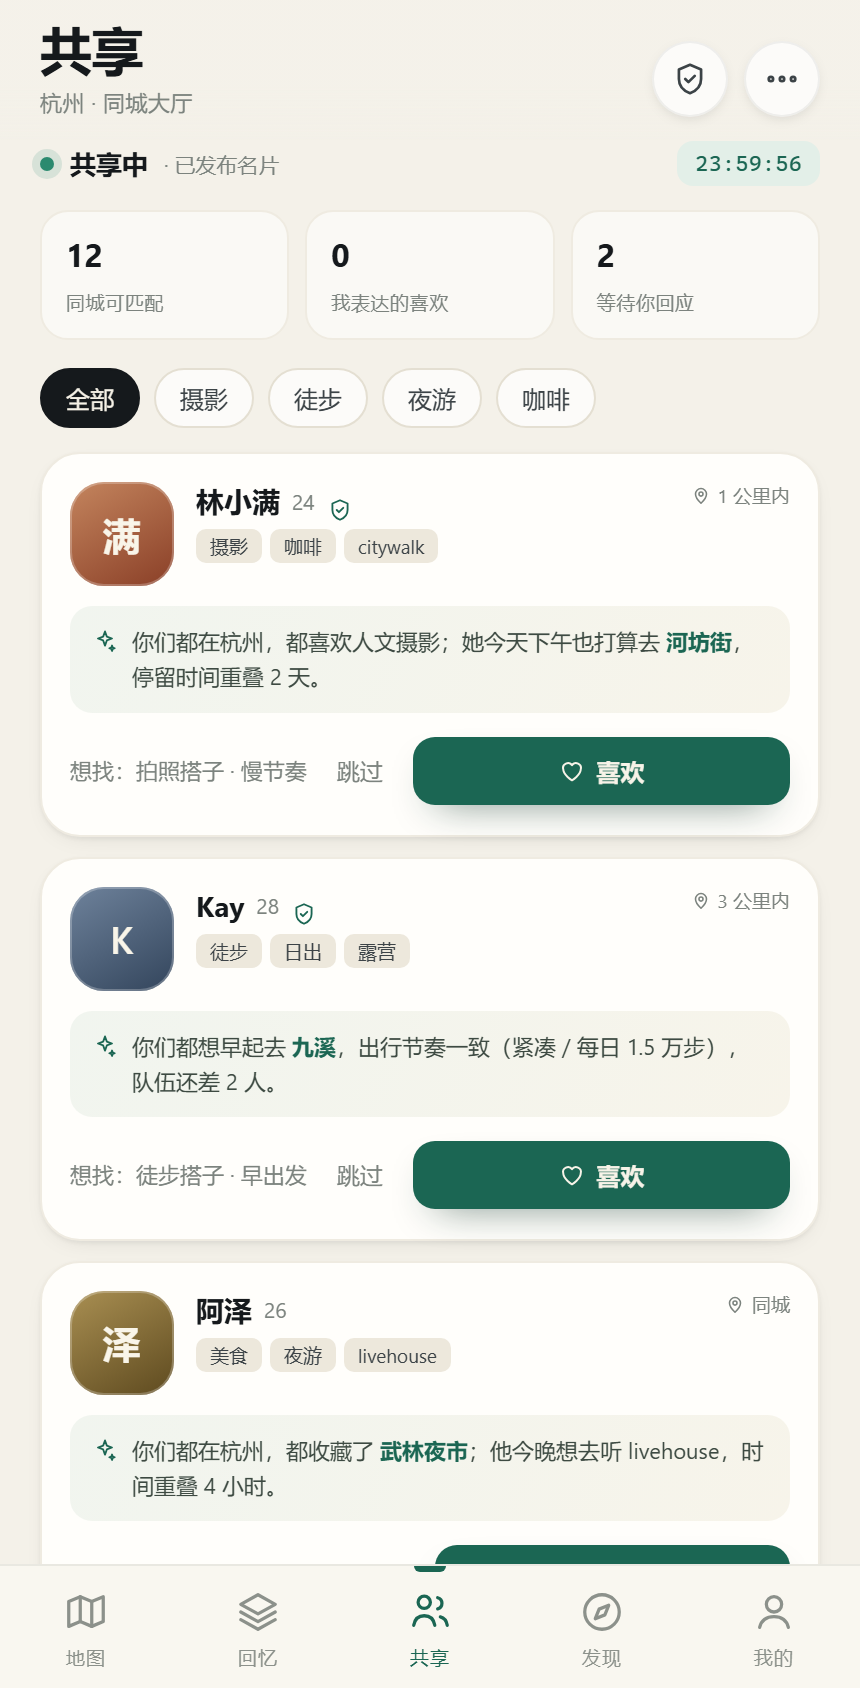 共享
杭州 · 同城大厅
共享中 · 已发布名片
23:59:56
12
同城可匹配
0
我表达的喜欢
2
等待你回应
全部 摄影 徒步 夜游 咖啡
满
林小满 24
1 公里内
摄影 咖啡 citywalk
你们都在杭州，都喜欢人文摄影；她今天下午也打算去 河坊街，
停留时间重叠 2 天。
想找：拍照搭子 · 慢节奏 跳过 喜欢
K
Kay 28
3 公里内
徒步 日出 露营
你们都想早起去 九溪，出行节奏一致（紧凑 / 每日 1.5 万步），
队伍还差 2 人。
想找：徒步搭子 · 早出发 跳过 喜欢
泽
阿泽 26
同城
美食 夜游 livehouse
你们都在杭州，都收藏了 武林夜市；他今晚想去听 livehouse，时
间重叠 4 小时。
地图 回忆 共享 发现 我的